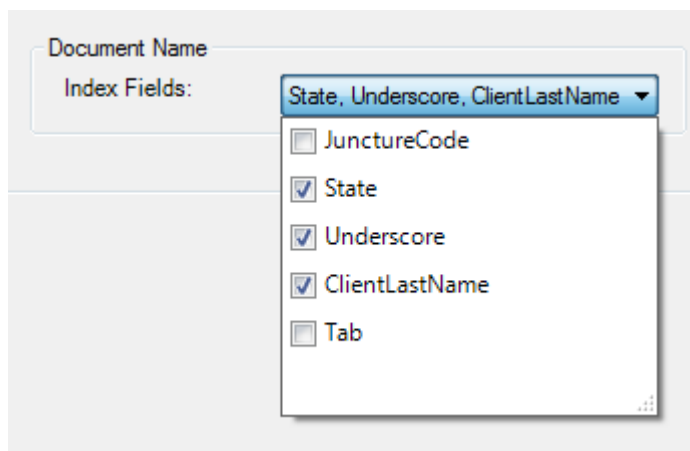 Document Name
Index Fields:
State, Underscore, ClientLastName
JunctureCode
State
Underscore
ClientLastName
Tab